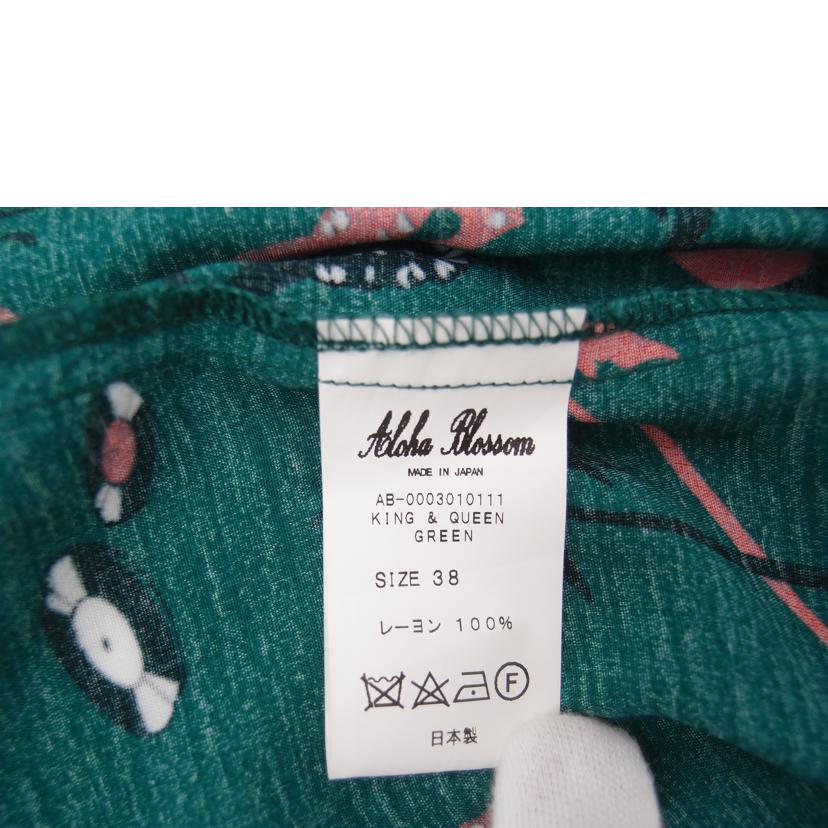 Aloha Blossom
MADE IN JAPAN
AB-0003010111
KING & QUEEN
GREEN
SIZE 38
レーヨン 100%
F
日本製